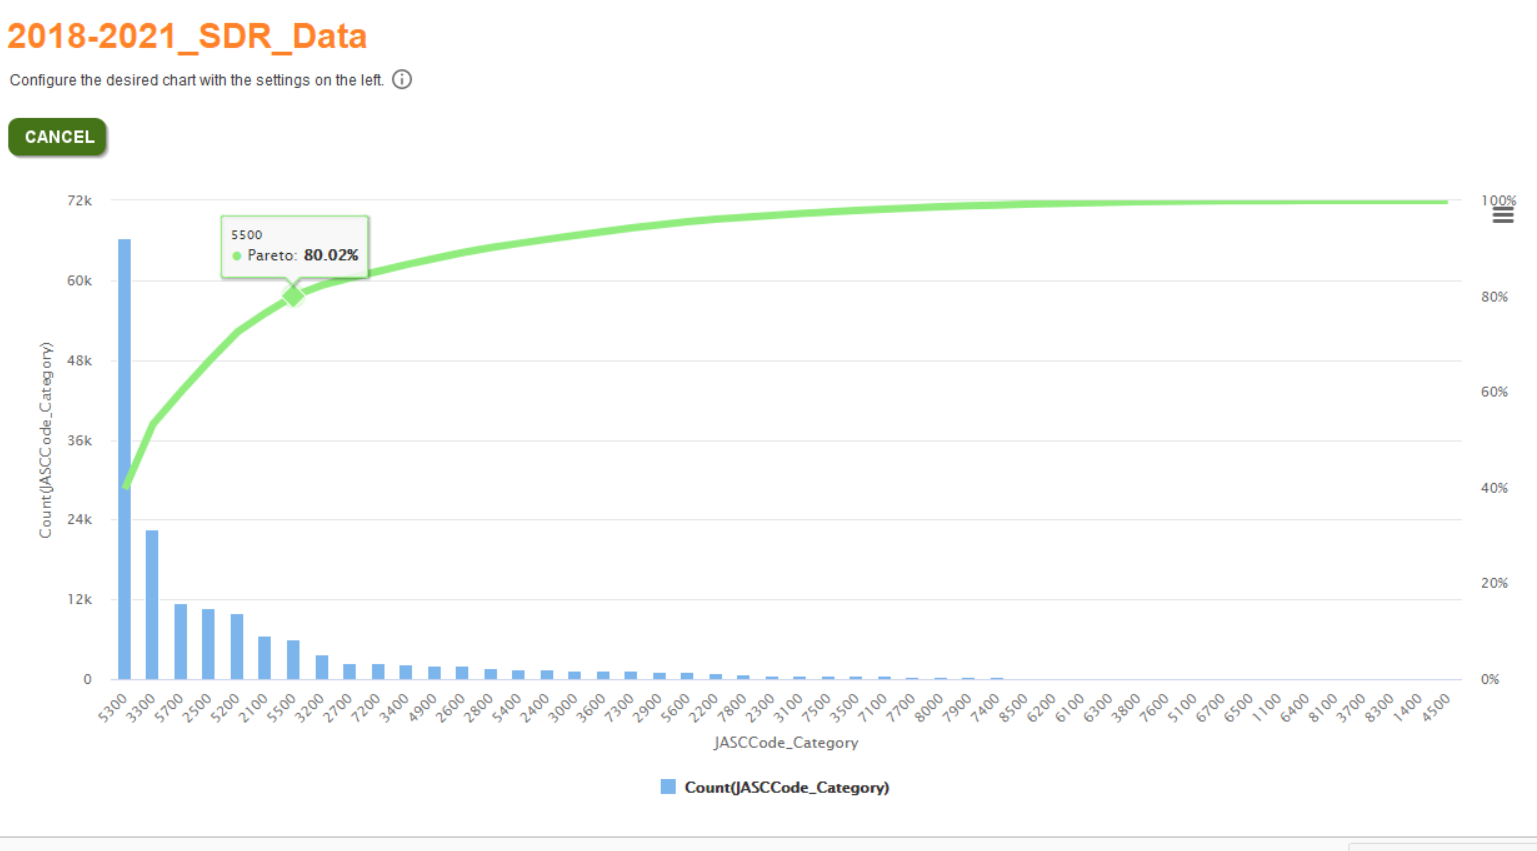 2018-2021_SDR_Data
Configure the desired chart with the settings on the left.
CANCEL
72k
60k
48k
36k
24k
12k
0
Count(JASCCode_Category)
5500
Pareto: 80.02%
100%
80%
60%
40%
20%
0%
5300 3300 5700 2500 5200 2100 5500 3200 2700 7200 3400 4900 2600 2800 5400 2400 3000 3600 7300 2900 5600 2200 7800 2300 3100 7500 3500 7100 7700 8000 7900 7400 8500 6200 6100 6300 3800 7600 5100 6700 6500 1100 6400 8100 3700 8300 1400 4500
JASCCode_Category
Count(JASCCode_Category)